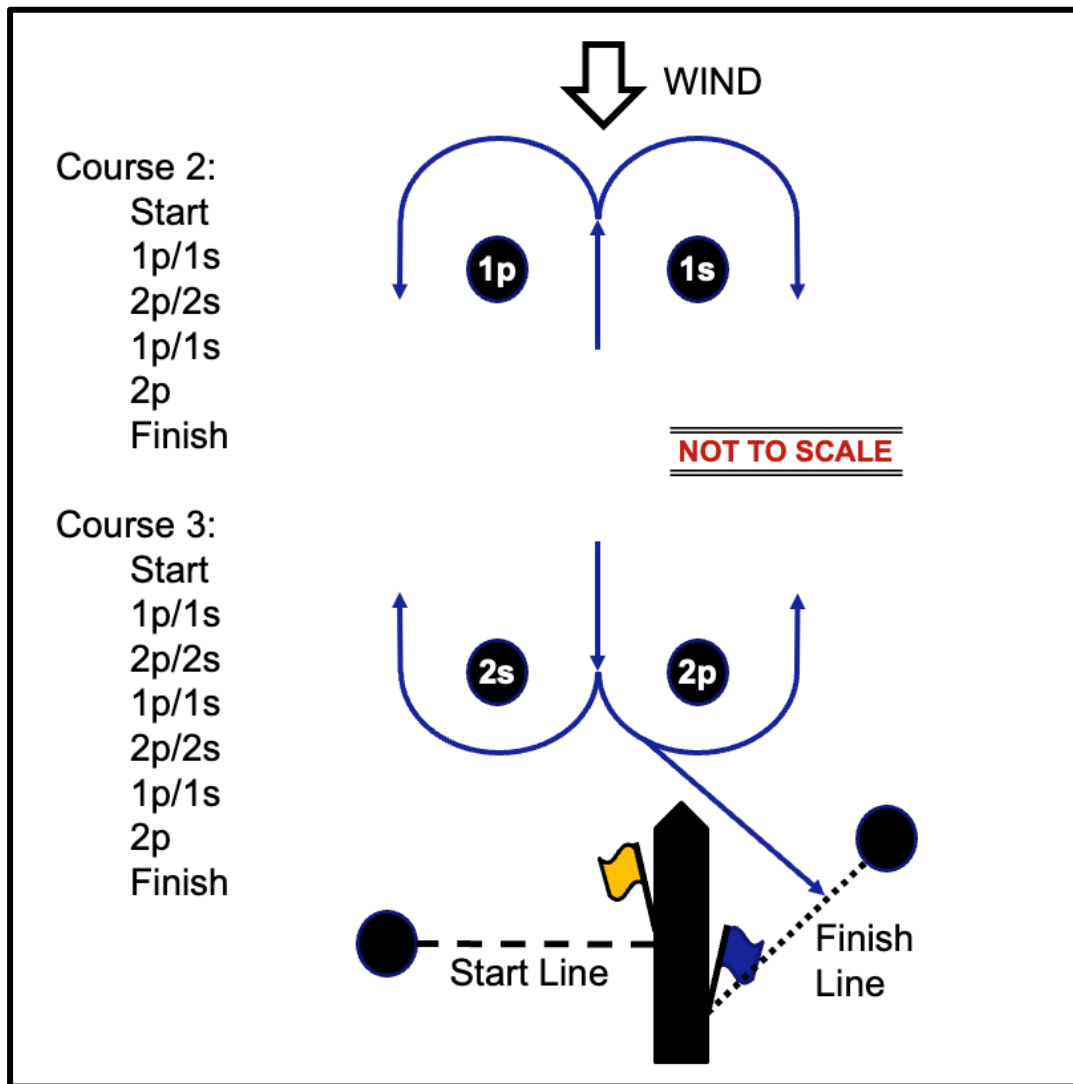 WIND
Course 2:
Start
1p/1s
2p/2s
1p/1s
2p
Finish
1p
1s
NOT TO SCALE
Course 3:
Start
1p/1s
2p/2s
1p/1s
2p/2s
1p/1s
2p
Finish
2s
2p
Start Line
Finish
Line